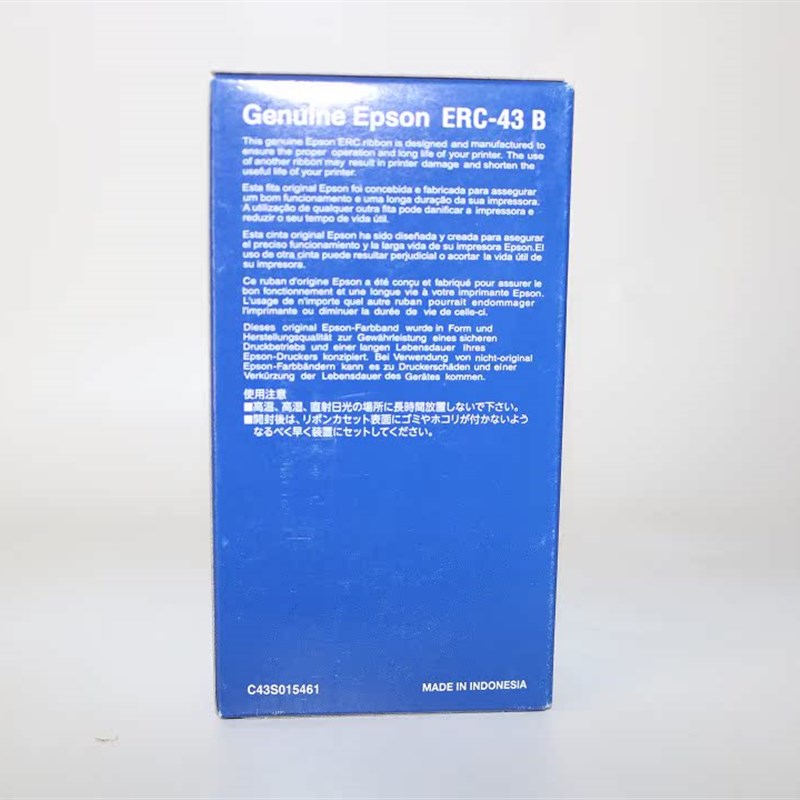 Genuine Epson ERC-43 B
This genuine Epson ERC ribbon is designed and manufactured to
ensure the proper operation and long life of your printer. The use
of another ribbon may result in printer damage and shorten the
useful life of your printer.
Esta fita original Epson foi concebida e fabricada para assegurar
um bom funcionamento e uma longa duração da sua impressora.
A utilização de qualquer outra fita pode danificar a impressora e
reduzir o seu tempo de vida útil.
Esta cinta original Epson ha sido diseñada y creada para asegurar
el preciso funcionamiento y la larga vida de su impresora Epson.El
uso de otra cinta puede resultar perjudicial o acortar la vida útil de
su impresora.
Ce ruban d'origine Epson a été conçu et fabriqué pour assurer le
bon fonctionnement et une longue vie à votre imprimante Epson.
L'usage de n'importe quel autre ruban pourrait endommager
l'imprimante ou diminuer la durée de vie de celle-ci.
Dieses original Epson-Farbband wurde in Form und
Herstellungsqualität zur Gewährleistung eines sicheren
Druckbetriebs und einer langen Lebensdauer Ihres
Epson-Druckers konzipiert. Bei Verwendung von nicht-original
Epson-Farbbändern kann es zu Druckerschäden und einer
Verkürzung der Lebensdauer des Gerätes kommen.
使用注意
■高温、高湿、直射日光の場所に長時間放置しないで下さい。
■開封後は、リボンカセット表面にゴミやホコリが付かないよう
なるべく早く装置にセットしてください。
C43S015461
MADE IN INDONESIA